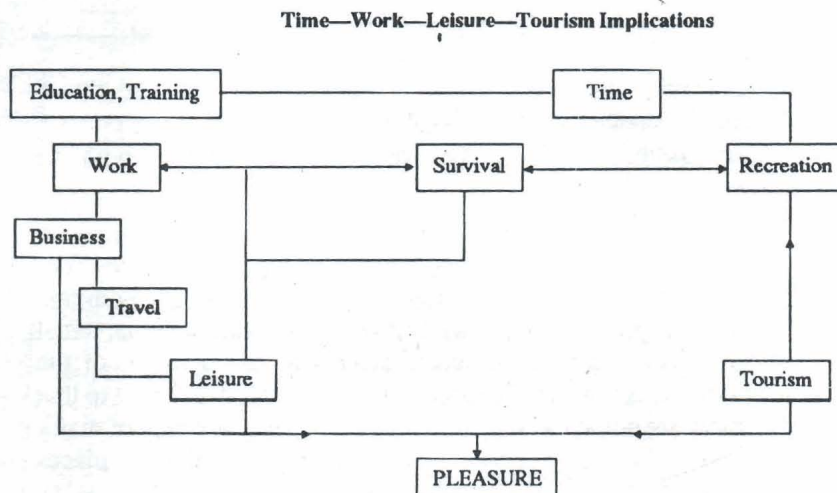 Time—Work—Leisure—Tourism Implications
Education, Training
Time
Work
Survival
Recreation
Business
Travel
Leisure
Tourism
PLEASURE